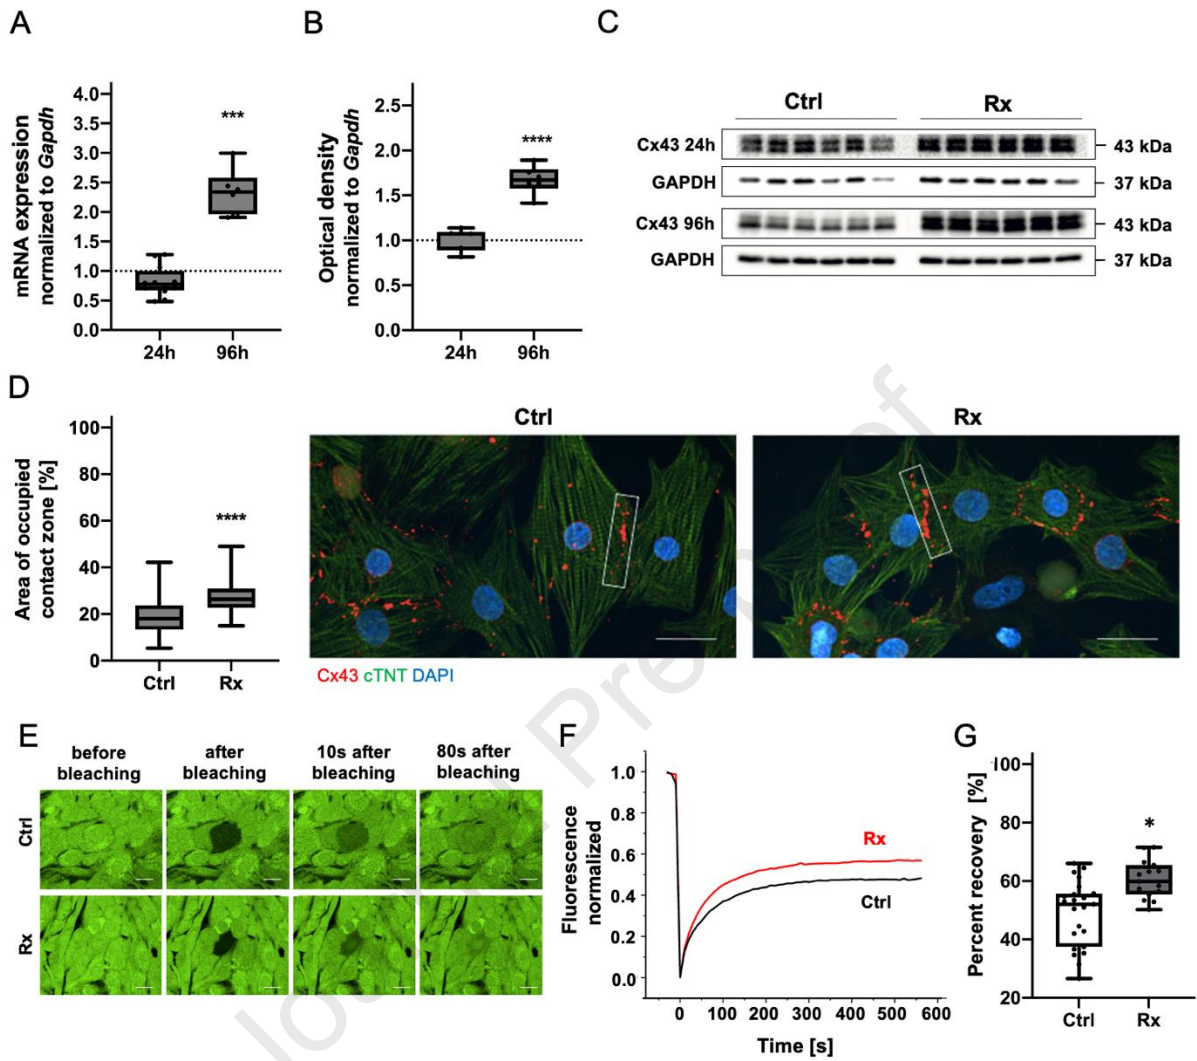 A
B
C
mRNA expression
normalized to Gapdh
4.0
3.5
3.0
2.5
2.0
1.5
1.0
0.5
0.0
***
24h
96h
Optical density
normalized to Gapdh
2.5
2.0
1.5
1.0
0.5
0.0
****
24h
96h
Ctrl
Rx
Cx43 24h
43 kDa
GAPDH
37 kDa
Cx43 96h
43 kDa
GAPDH
37 kDa
D
Area of occupied
contact zone [%]
100
80
60
40
20
0
****
Ctrl
Rx
Ctrl
Rx
Cx43 cTNT DAPI
E
before
bleaching
after
bleaching
10s after
bleaching
80s after
bleaching
Ctrl
Rx
F
Fluorescence
normalized
1.0
0.8
0.6
0.4
0.2
0.0
Rx
Ctrl
0
100
200
300
400
500
600
Time [s]
G
Percent recovery [%]
100
80
60
40
20
*
Ctrl
Rx